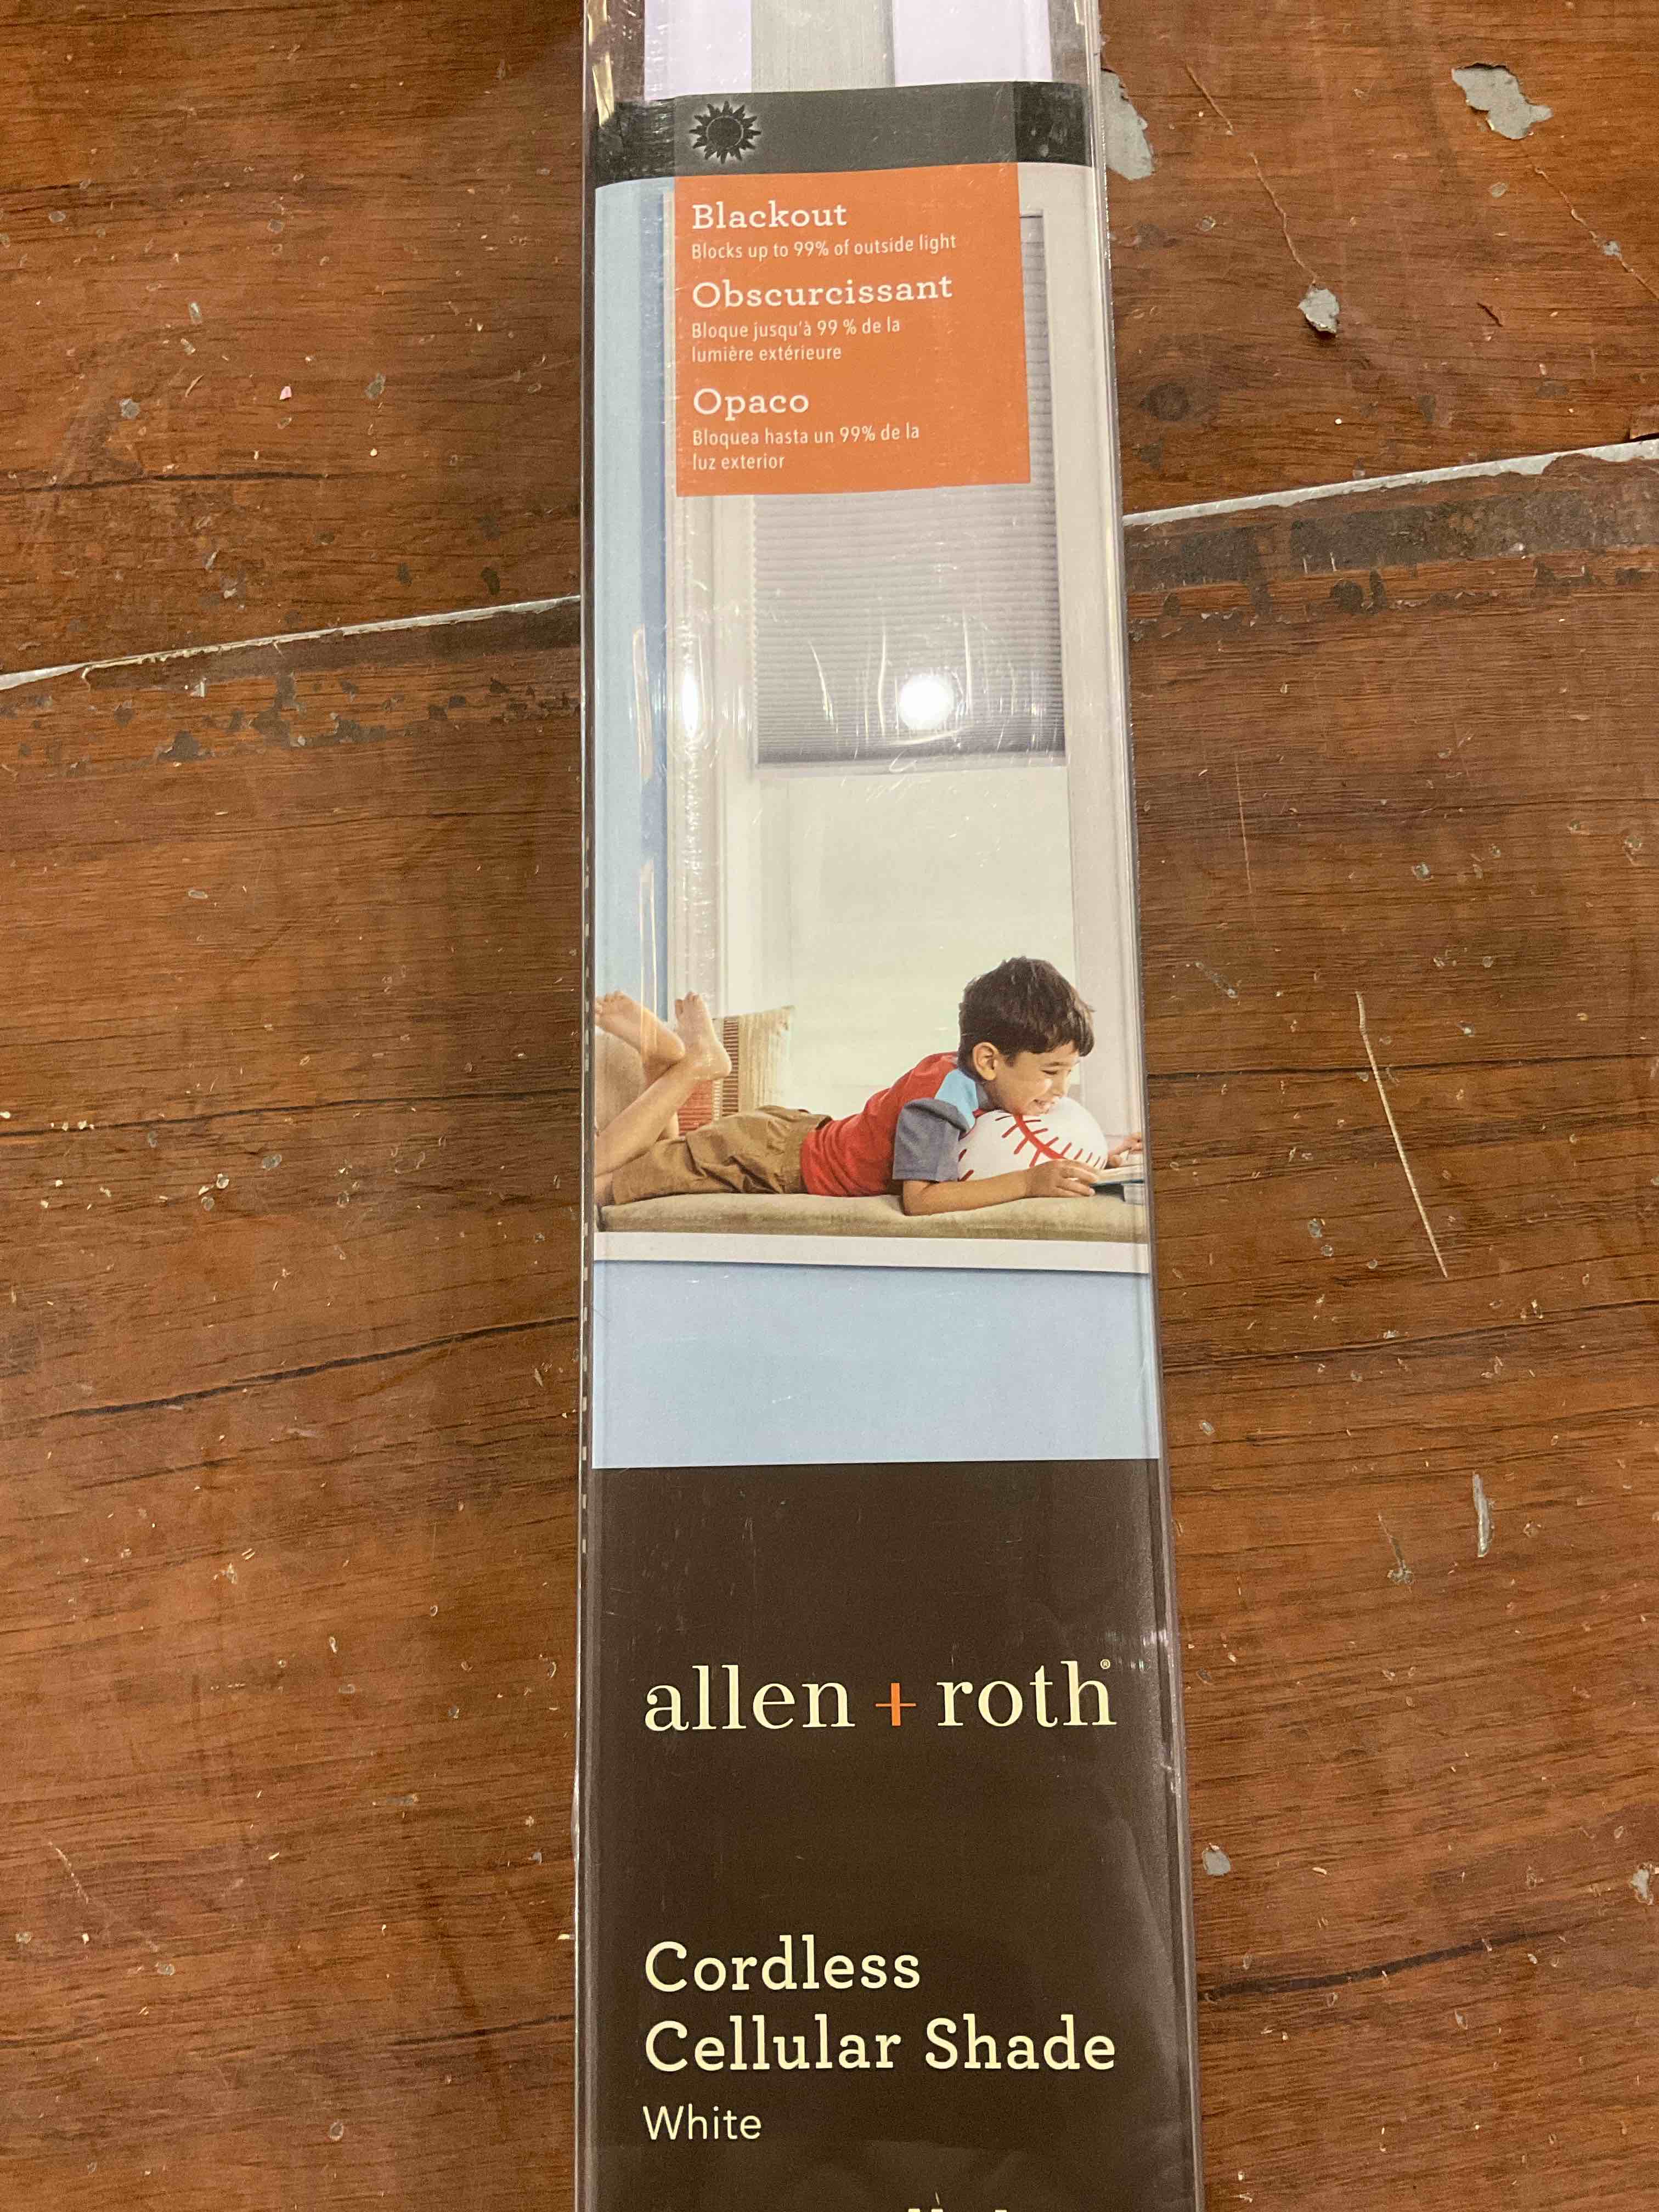 Blackout
Blocks up to 99% of outside light
Obscurcissant
Bloque jusqu'à 99 % de la
lumière extérieure
Opaco
Bloquea hasta un 99% de la
luz exterior
allen + roth®
Cordless
Cellular Shade
White